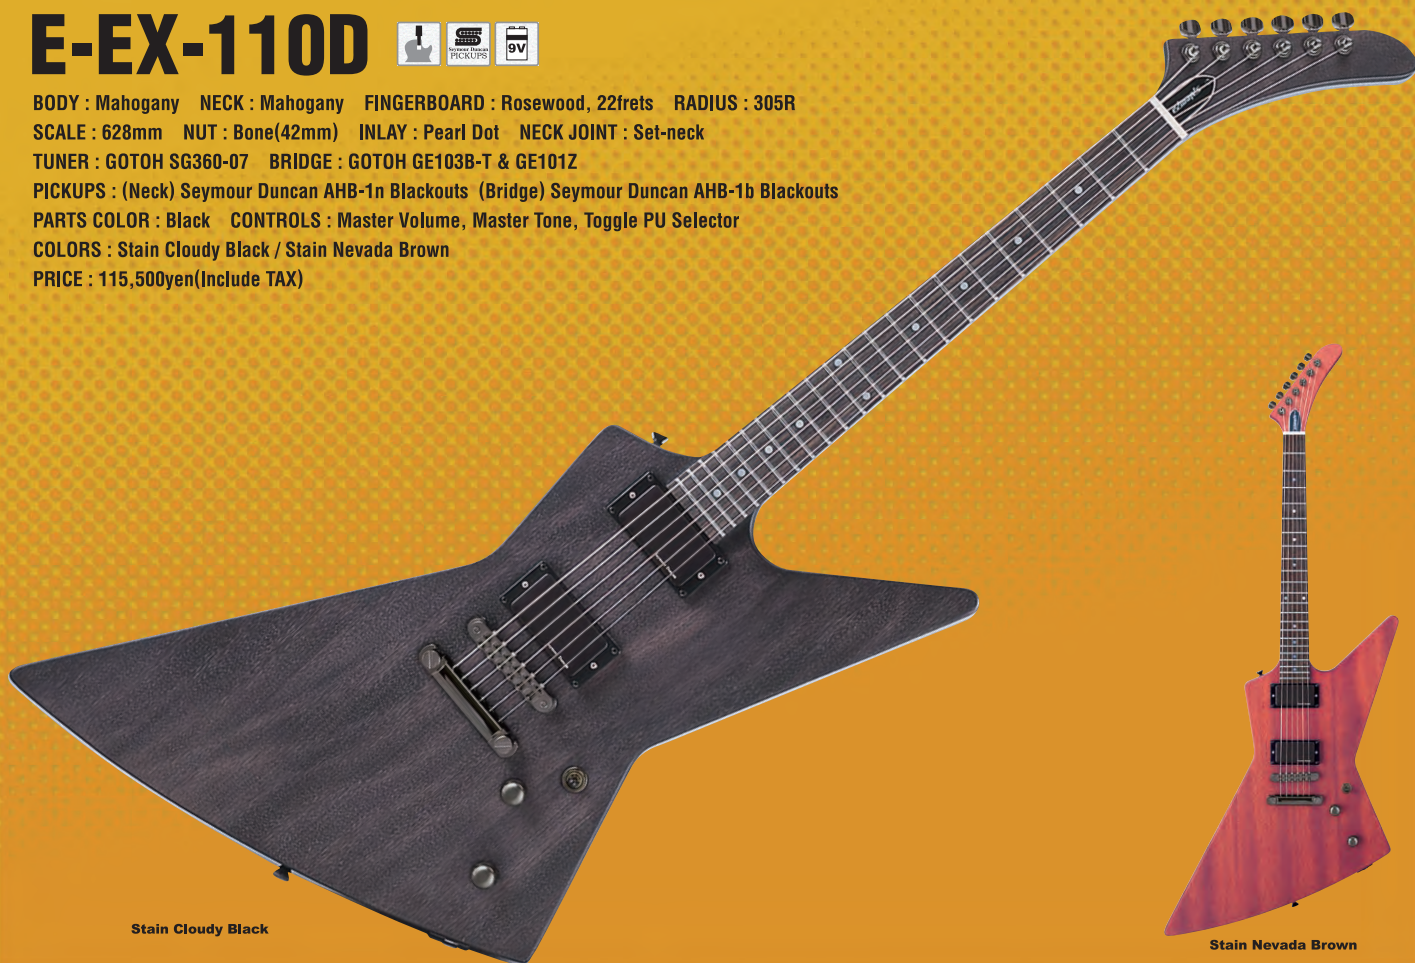 E-EX-110D
Seymour Duncan
PICKUPS
9V
BODY : Mahogany NECK : Mahogany FINGERBOARD : Rosewood, 22frets RADIUS : 305R
SCALE : 628mm NUT : Bone(42mm) INLAY : Pearl Dot NECK JOINT : Set-neck
TUNER : GOTOH SG360-07 BRIDGE : GOTOH GE103B-T & GE101Z
PICKUPS : (Neck) Seymour Duncan AHB-1n Blackouts (Bridge) Seymour Duncan AHB-1b Blackouts
PARTS COLOR : Black CONTROLS : Master Volume, Master Tone, Toggle PU Selector
COLORS : Stain Cloudy Black / Stain Nevada Brown
PRICE : 115,500yen(Include TAX)
Stain Cloudy Black
Stain Nevada Brown